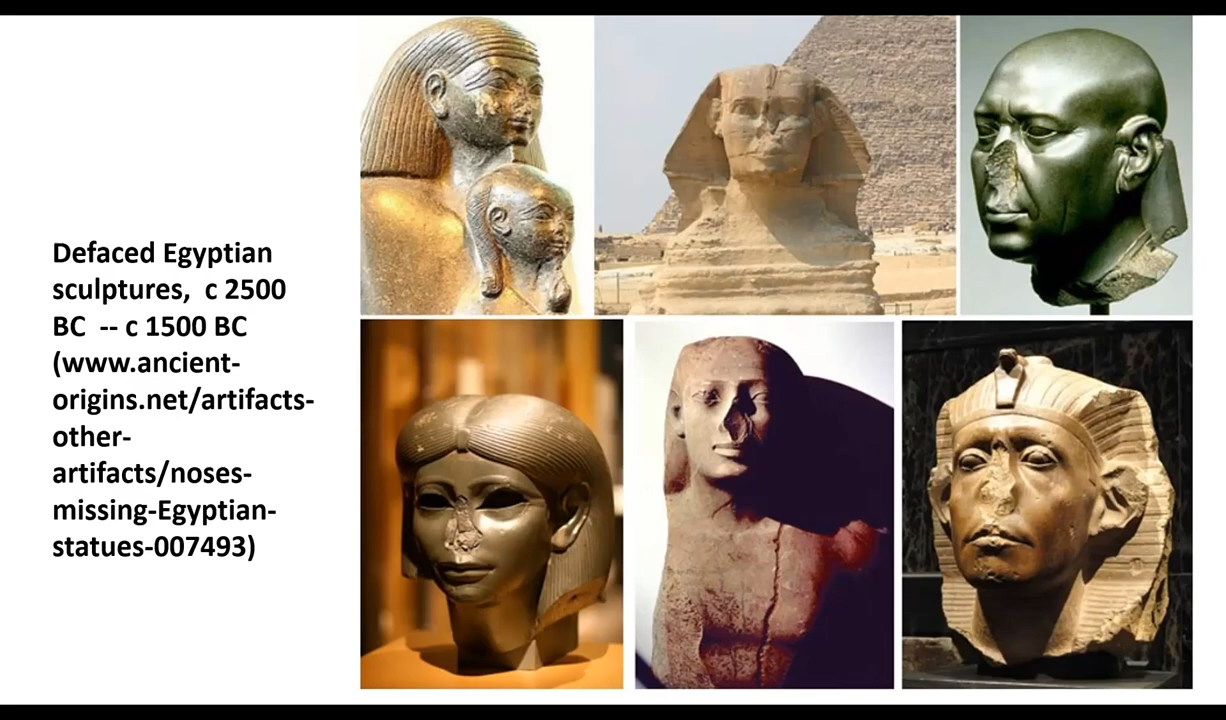 Defaced Egyptian
sculptures,  c 2500
BC  -- c 1500 BC
(www.ancient-
origins.net/artifacts-
other-
artifacts/noses-
missing-Egyptian-
statues-007493)